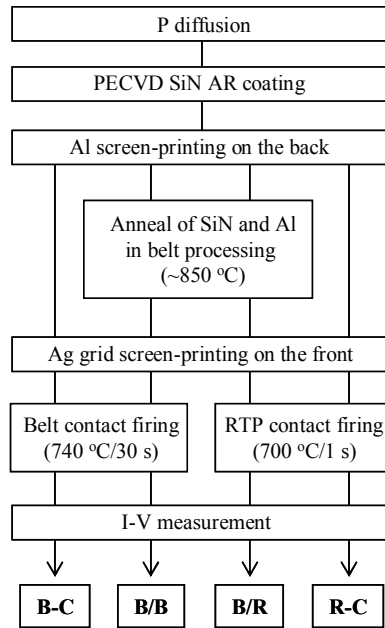 P diffusion
PECVD SiN AR coating
Al screen-printing on the back
Anneal of SiN and Al
in belt processing
(~850 °C)
Ag grid screen-printing on the front
Belt contact firing
(740 °C/30 s)
RTP contact firing
(700 °C/1 s)
I-V measurement
B-C
B/B
B/R
R-C